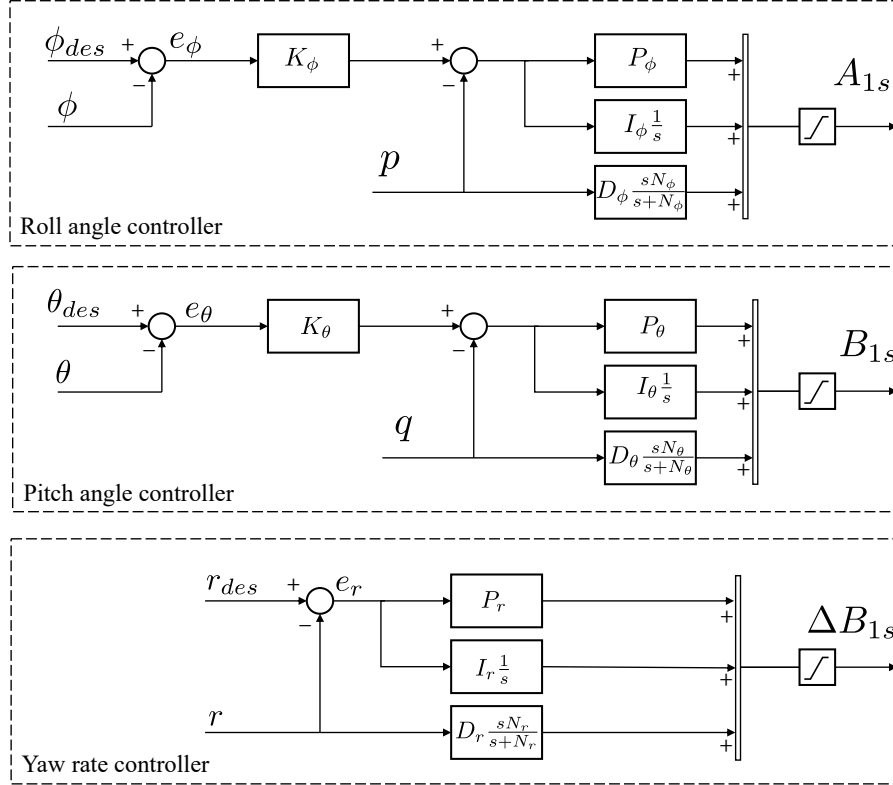 ϕ_des + e_ϕ K_ϕ + P_ϕ + A_1s
− − 
ϕ I_ϕ 1/s +
p D_ϕ sN_ϕ/(s+N_ϕ) +
Roll angle controller
θ_des + e_θ K_θ + P_θ + B_1s
− −
θ I_θ 1/s +
q D_θ sN_θ/(s+N_θ) +
Pitch angle controller
r_des + e_r P_r + ΔB_1s
−
I_r 1/s +
r D_r sN_r/(s+N_r) +
Yaw rate controller